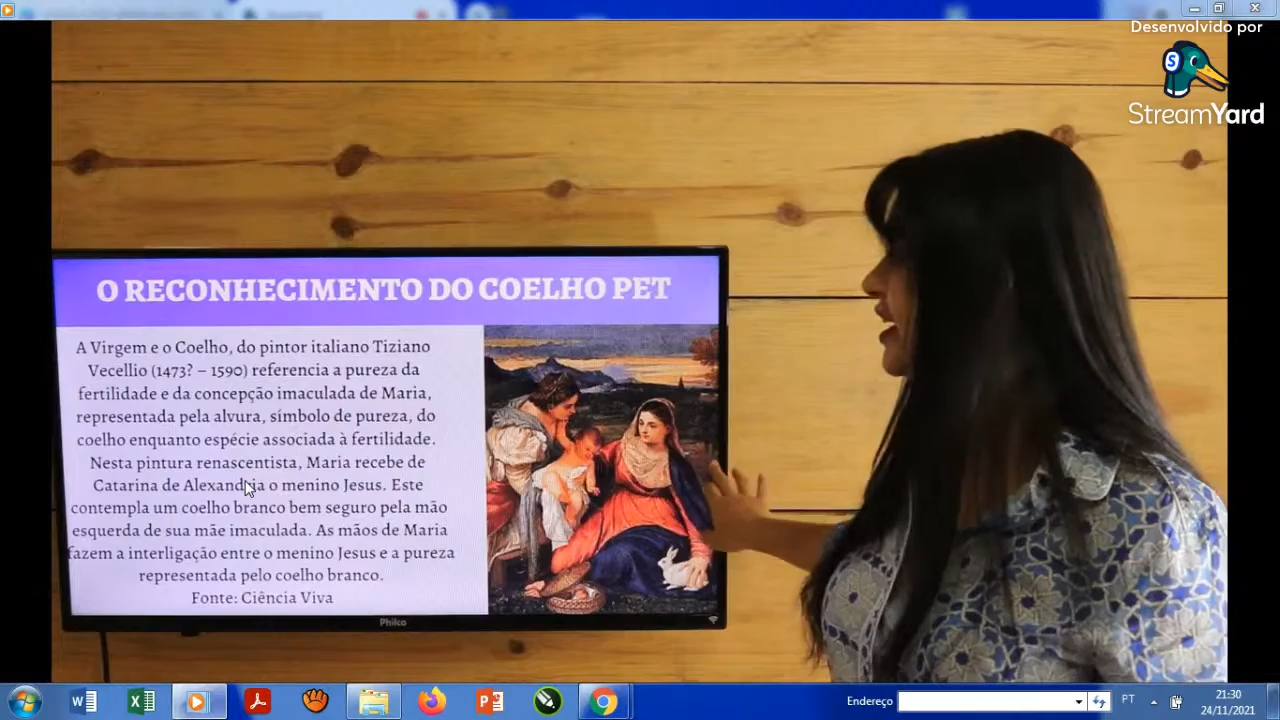 Desenvolvido por
StreamYard
O RECONHECIMENTO DO COELHO PET
A Virgem e o Coelho, do pintor italiano Tiziano
Vecellio (1473? – 1590) referencia a pureza da
fertilidade e da concepção imaculada de Maria,
representada pela alvura, símbolo de pureza, do
coelho enquanto espécie associada à fertilidade.
Nesta pintura renascentista, Maria recebe de
Catarina de Alexandria o menino Jesus. Este
contempla um coelho branco bem seguro pela mão
esquerda de sua mãe imaculada. As mãos de Maria
fazem a interligação entre o menino Jesus e a pureza
representada pelo coelho branco.
Fonte: Ciência Viva
Philco
Endereço
PT
21:30
24/11/2021